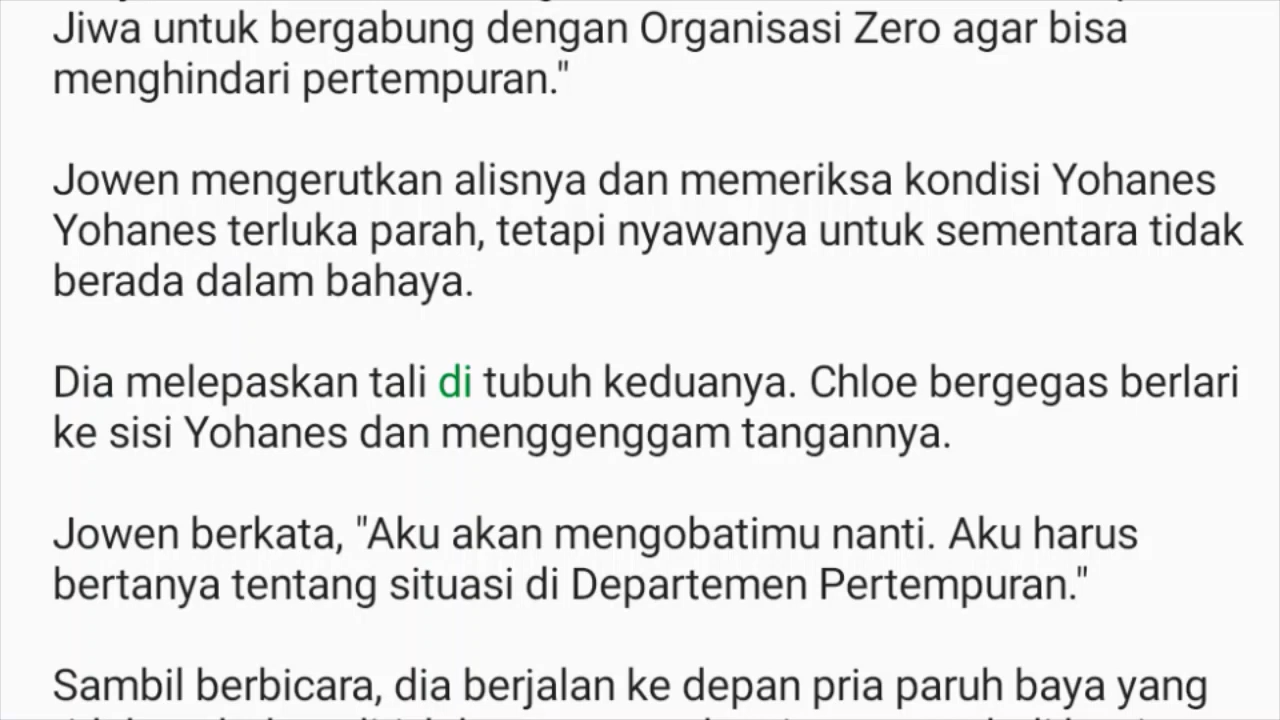 Jiwa untuk bergabung dengan Organisasi Zero agar bisa
menghindari pertempuran."
Jowen mengerutkan alisnya dan memeriksa kondisi Yohanes
Yohanes terluka parah, tetapi nyawanya untuk sementara tidak
berada dalam bahaya.
Dia melepaskan tali di tubuh keduanya. Chloe bergegas berlari
ke sisi Yohanes dan menggenggam tangannya.
Jowen berkata, "Aku akan mengobatimu nanti. Aku harus
bertanya tentang situasi di Departemen Pertempuran."
Sambil berbicara, dia berjalan ke depan pria paruh baya yang